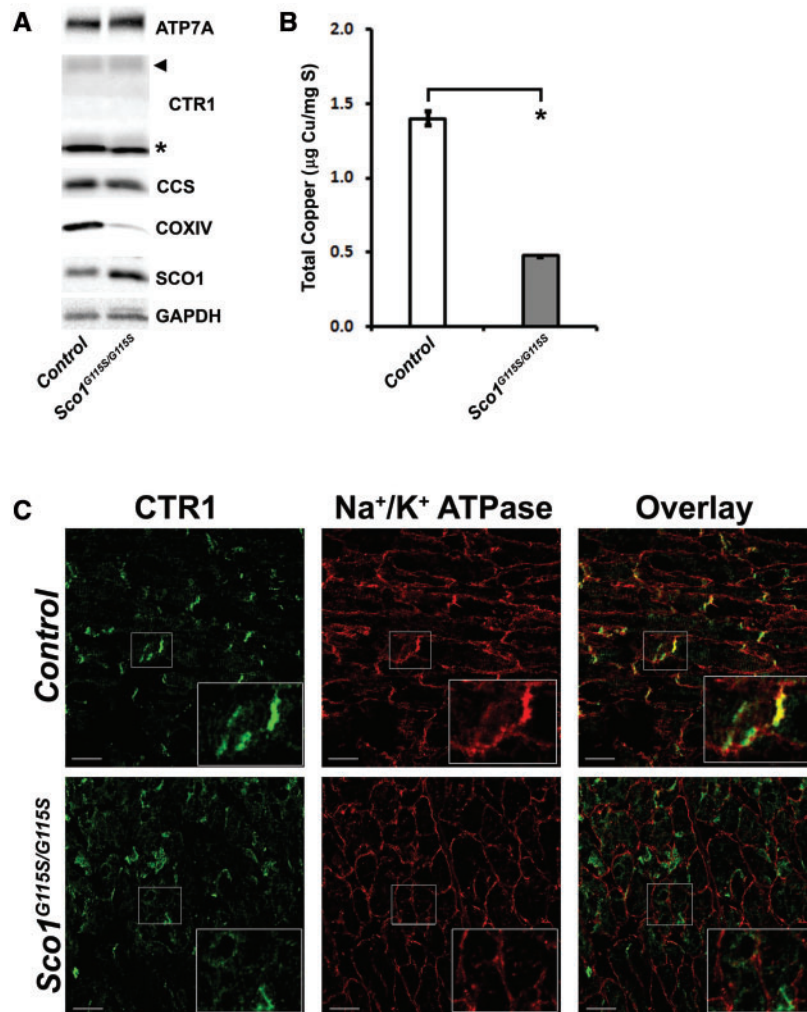 A
ATP7A
◄
CTR1
*
CCS
COXIV
SCO1
GAPDH
Control
Sco1G115S/G115S
B
Total Copper (µg Cu/mg S)
2.0
1.5
1.0
0.5
0.0
*
Control
Sco1G115S/G115S
C
CTR1
Na+/K+ ATPase
Overlay
Control
Sco1G115S/G115S